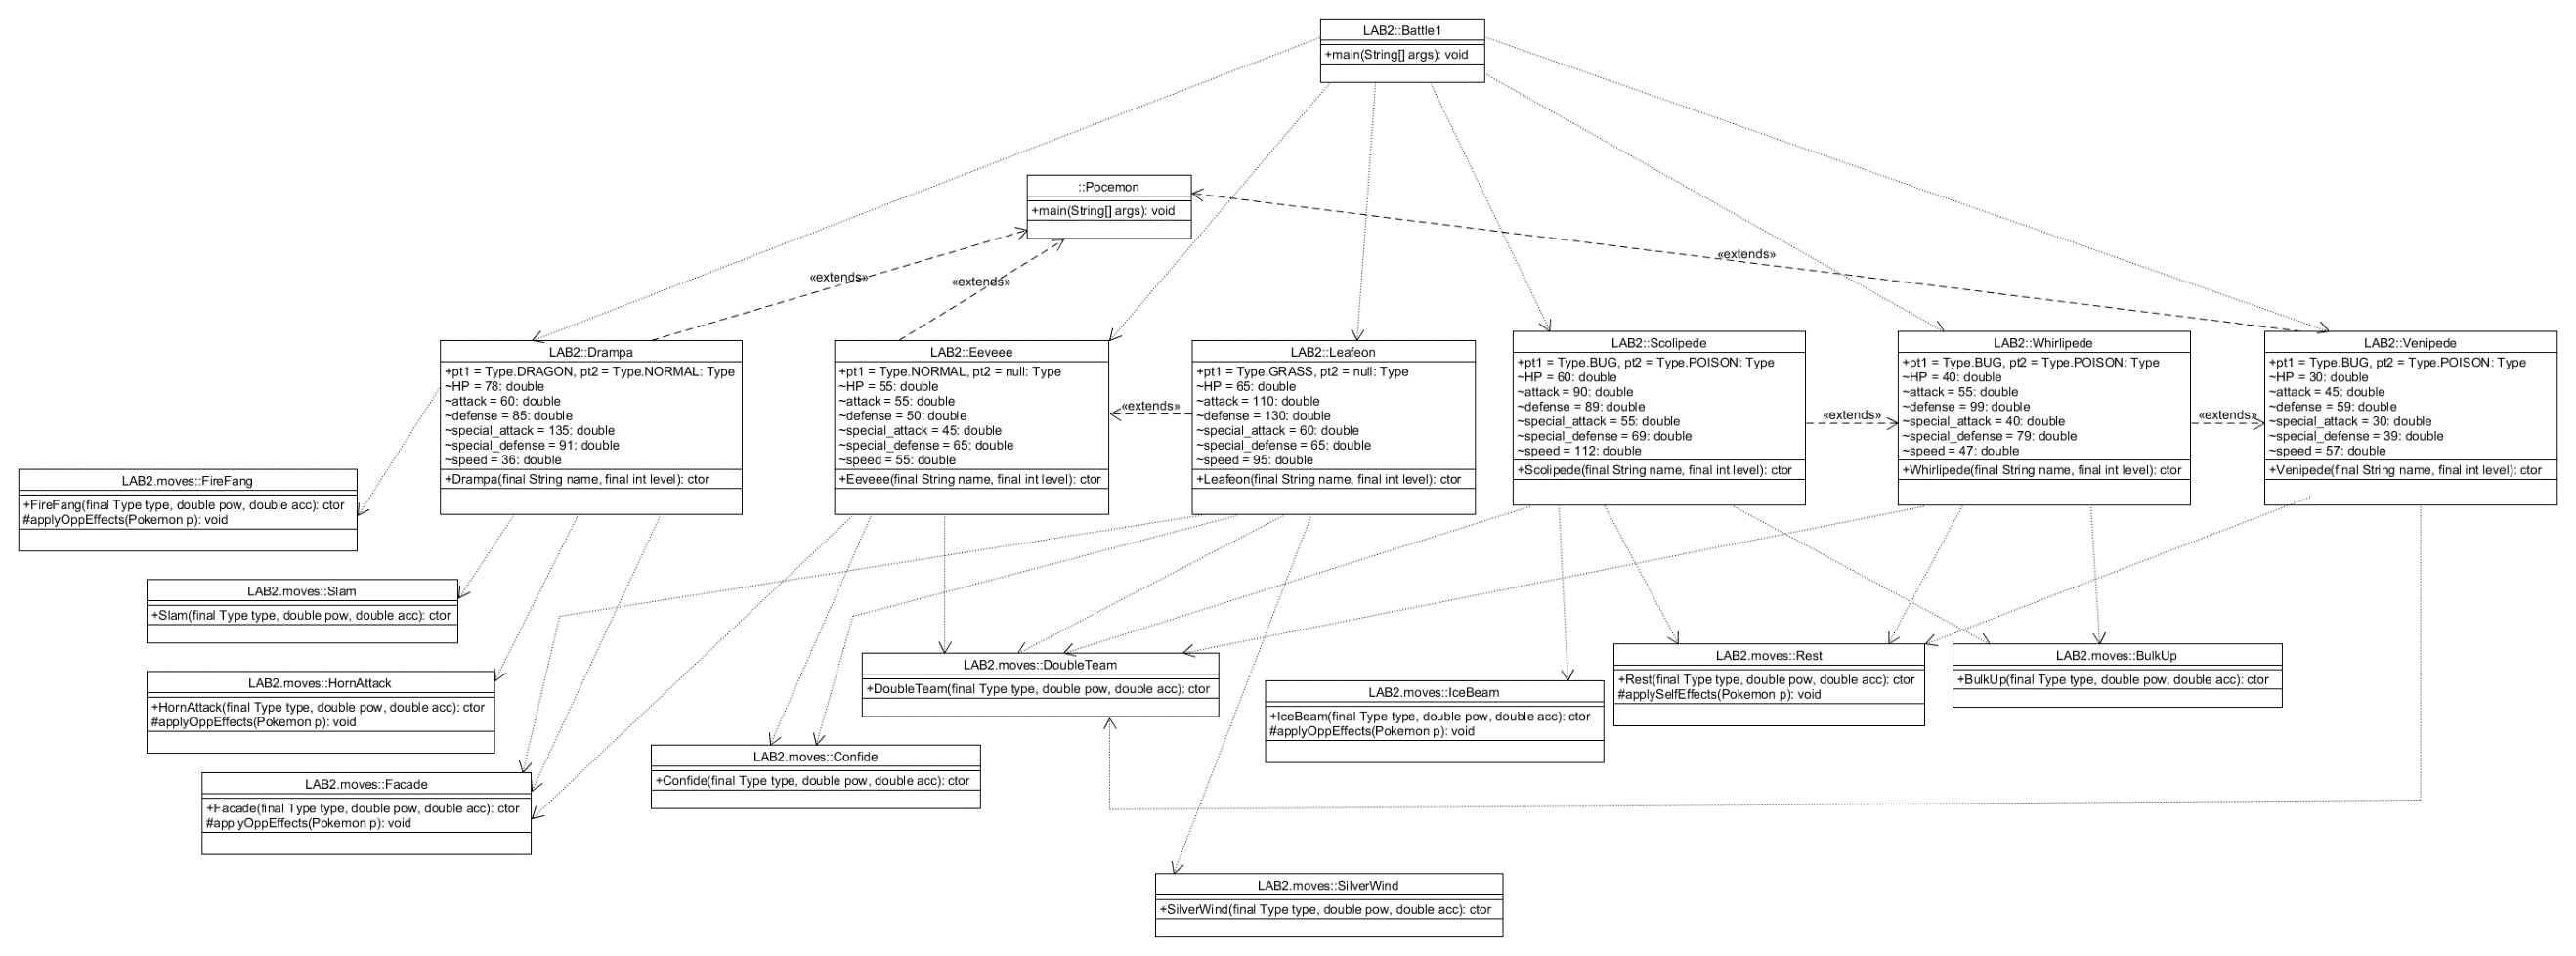 LAB2::Battle1
+main(String[] args): void
::Pocemon
+main(String[] args): void
«extends»
«extends»
«extends»
LAB2::Drampa
+pt1 = Type.DRAGON, pt2 = Type.NORMAL: Type
~HP = 78: double
~attack = 60: double
~defense = 85: double
~special_attack = 135: double
~special_defense = 91: double
~speed = 36: double
+Drampa(final String name, final int level): ctor
LAB2::Eeveee
+pt1 = Type.NORMAL, pt2 = null: Type
~HP = 55: double
~attack = 55: double
~defense = 50: double
~special_attack = 45: double
~special_defense = 65: double
~speed = 55: double
+Eeveee(final String name, final int level): ctor
«extends»
LAB2::Leafeon
+pt1 = Type.GRASS, pt2 = null: Type
~HP = 65: double
~attack = 110: double
~defense = 130: double
~special_attack = 60: double
~special_defense = 65: double
~speed = 95: double
+Leafeon(final String name, final int level): ctor
LAB2::Scolipede
+pt1 = Type.BUG, pt2 = Type.POISON: Type
~HP = 60: double
~attack = 90: double
~defense = 89: double
~special_attack = 55: double
~special_defense = 69: double
~speed = 112: double
+Scolipede(final String name, final int level): ctor
«extends»
LAB2::Whirlipede
+pt1 = Type.BUG, pt2 = Type.POISON: Type
~HP = 40: double
~attack = 55: double
~defense = 99: double
~special_attack = 40: double
~special_defense = 79: double
~speed = 47: double
+Whirlipede(final String name, final int level): ctor
«extends»
LAB2::Venipede
+pt1 = Type.BUG, pt2 = Type.POISON: Type
~HP = 30: double
~attack = 45: double
~defense = 59: double
~special_attack = 30: double
~special_defense = 39: double
~speed = 57: double
+Venipede(final String name, final int level): ctor
LAB2.moves::FireFang
+FireFang(final Type type, double pow, double acc): ctor
#applyOppEffects(Pokemon p): void
LAB2.moves::Slam
+Slam(final Type type, double pow, double acc): ctor
LAB2.moves::HornAttack
+HornAttack(final Type type, double pow, double acc): ctor
#applyOppEffects(Pokemon p): void
LAB2.moves::Facade
+Facade(final Type type, double pow, double acc): ctor
#applyOppEffects(Pokemon p): void
LAB2.moves::Confide
+Confide(final Type type, double pow, double acc): ctor
LAB2.moves::DoubleTeam
+DoubleTeam(final Type type, double pow, double acc): ctor
LAB2.moves::IceBeam
+IceBeam(final Type type, double pow, double acc): ctor
#applyOppEffects(Pokemon p): void
LAB2.moves::Rest
+Rest(final Type type, double pow, double acc): ctor
#applySelfEffects(Pokemon p): void
LAB2.moves::BulkUp
+BulkUp(final Type type, double pow, double acc): ctor
LAB2.moves::SilverWind
+SilverWind(final Type type, double pow, double acc): ctor